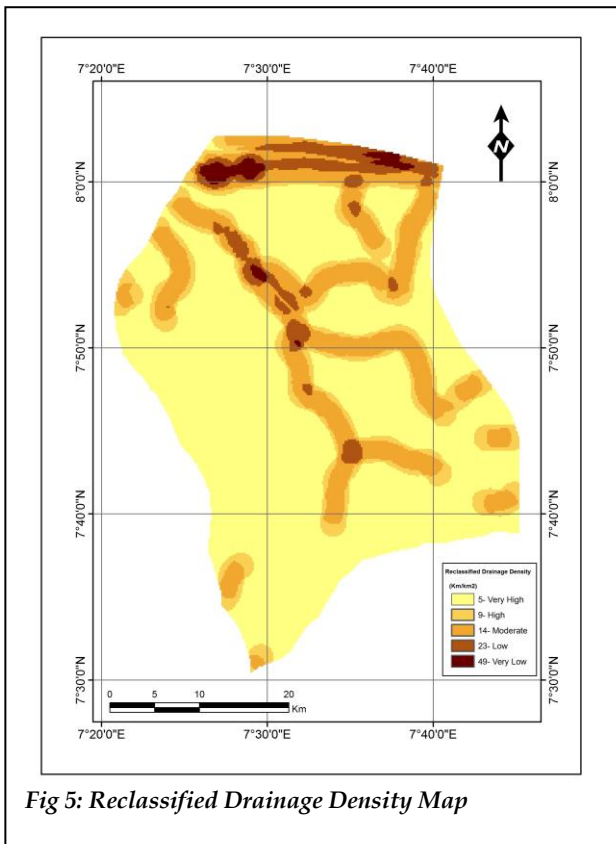 7°20'0"E 7°30'0"E 7°40'0"E
N
8°0'0"N 8°0'0"N
7°50'0"N 7°50'0"N
7°40'0"N 7°40'0"N
7°30'0"N 7°30'0"N
Reclassified Drainage Density
(Km/km2)
5- Very High
9- High
14- Moderate
23- Low
49- Very Low
0 5 10 20
Km
7°20'0"E 7°30'0"E 7°40'0"E
Fig 5: Reclassified Drainage Density Map